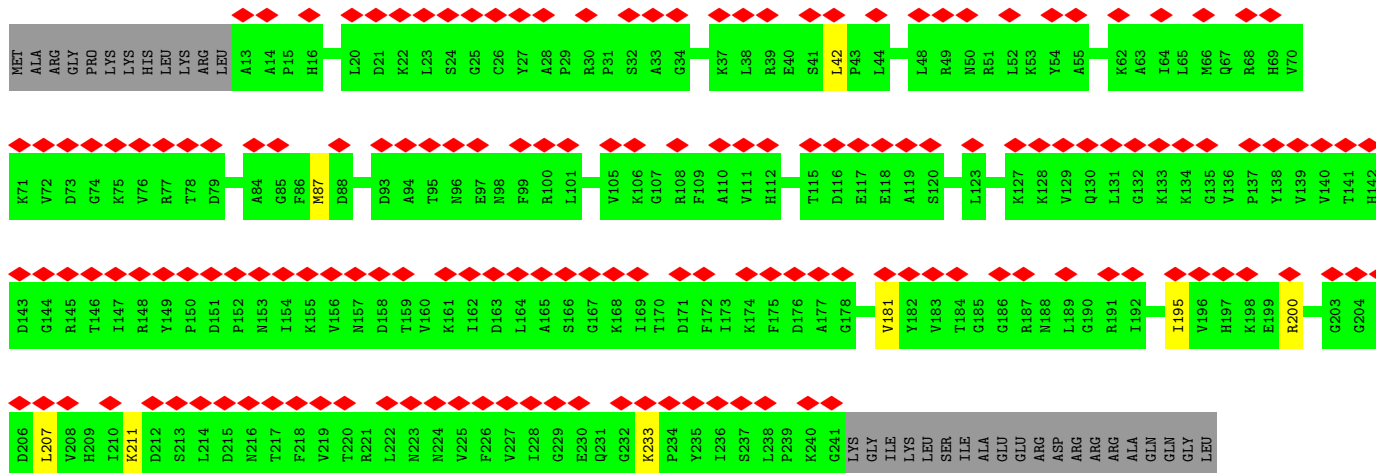 MET ALA ARG GLY PRO LYS LYS HIS LEU LYS ARG LEU A13 A14 P15 H16 L20 D21 K22 L23 S24 G25 C26 Y27 A28 P29 R30 P31 S32 A33 G34 K37 L38 R39 E40 S41 L42 P43 L44 L48 R49 N50 R51 L52 K53 Y54 A55 K62 A63 I64 L65 M66 Q67 R68 H69 V70
K71 V72 D73 G74 K75 V76 R77 T78 D79 A84 G85 F86 M87 D88 D93 A94 T95 N96 E97 N98 F99 R100 L101 V105 K106 G107 R108 F109 A110 V111 H112 T115 D116 E117 E118 A119 S120 L123 K127 K128 V129 Q130 L131 G132 K133 K134 G135 V136 P137 Y138 V139 V140 T141 H142
D143 G144 R145 T146 I147 R148 Y149 P150 D151 P152 N153 I154 K155 V156 N157 D158 T159 V160 K161 I162 D163 L164 A165 S166 G167 K168 I169 T170 D171 F172 I173 K174 F175 D176 A177 G178 V181 Y182 V183 T184 G185 G186 R187 N188 L189 G190 R191 I192 I195 V196 H197 K198 E199 R200 G203 G204
D206 L207 V208 H209 I210 K211 D212 S213 L214 D215 N216 T217 F218 V219 T220 R221 L222 N223 N224 V225 F226 V227 I228 G229 E230 Q231 G232 K233 P234 Y235 I236 S237 L238 P239 K240 G241 LYS GLY ILE LYS LEU SER ILE ALA GLU GLU ARG ASP ARG ARG ARG ALA GLN GLN GLY LEU